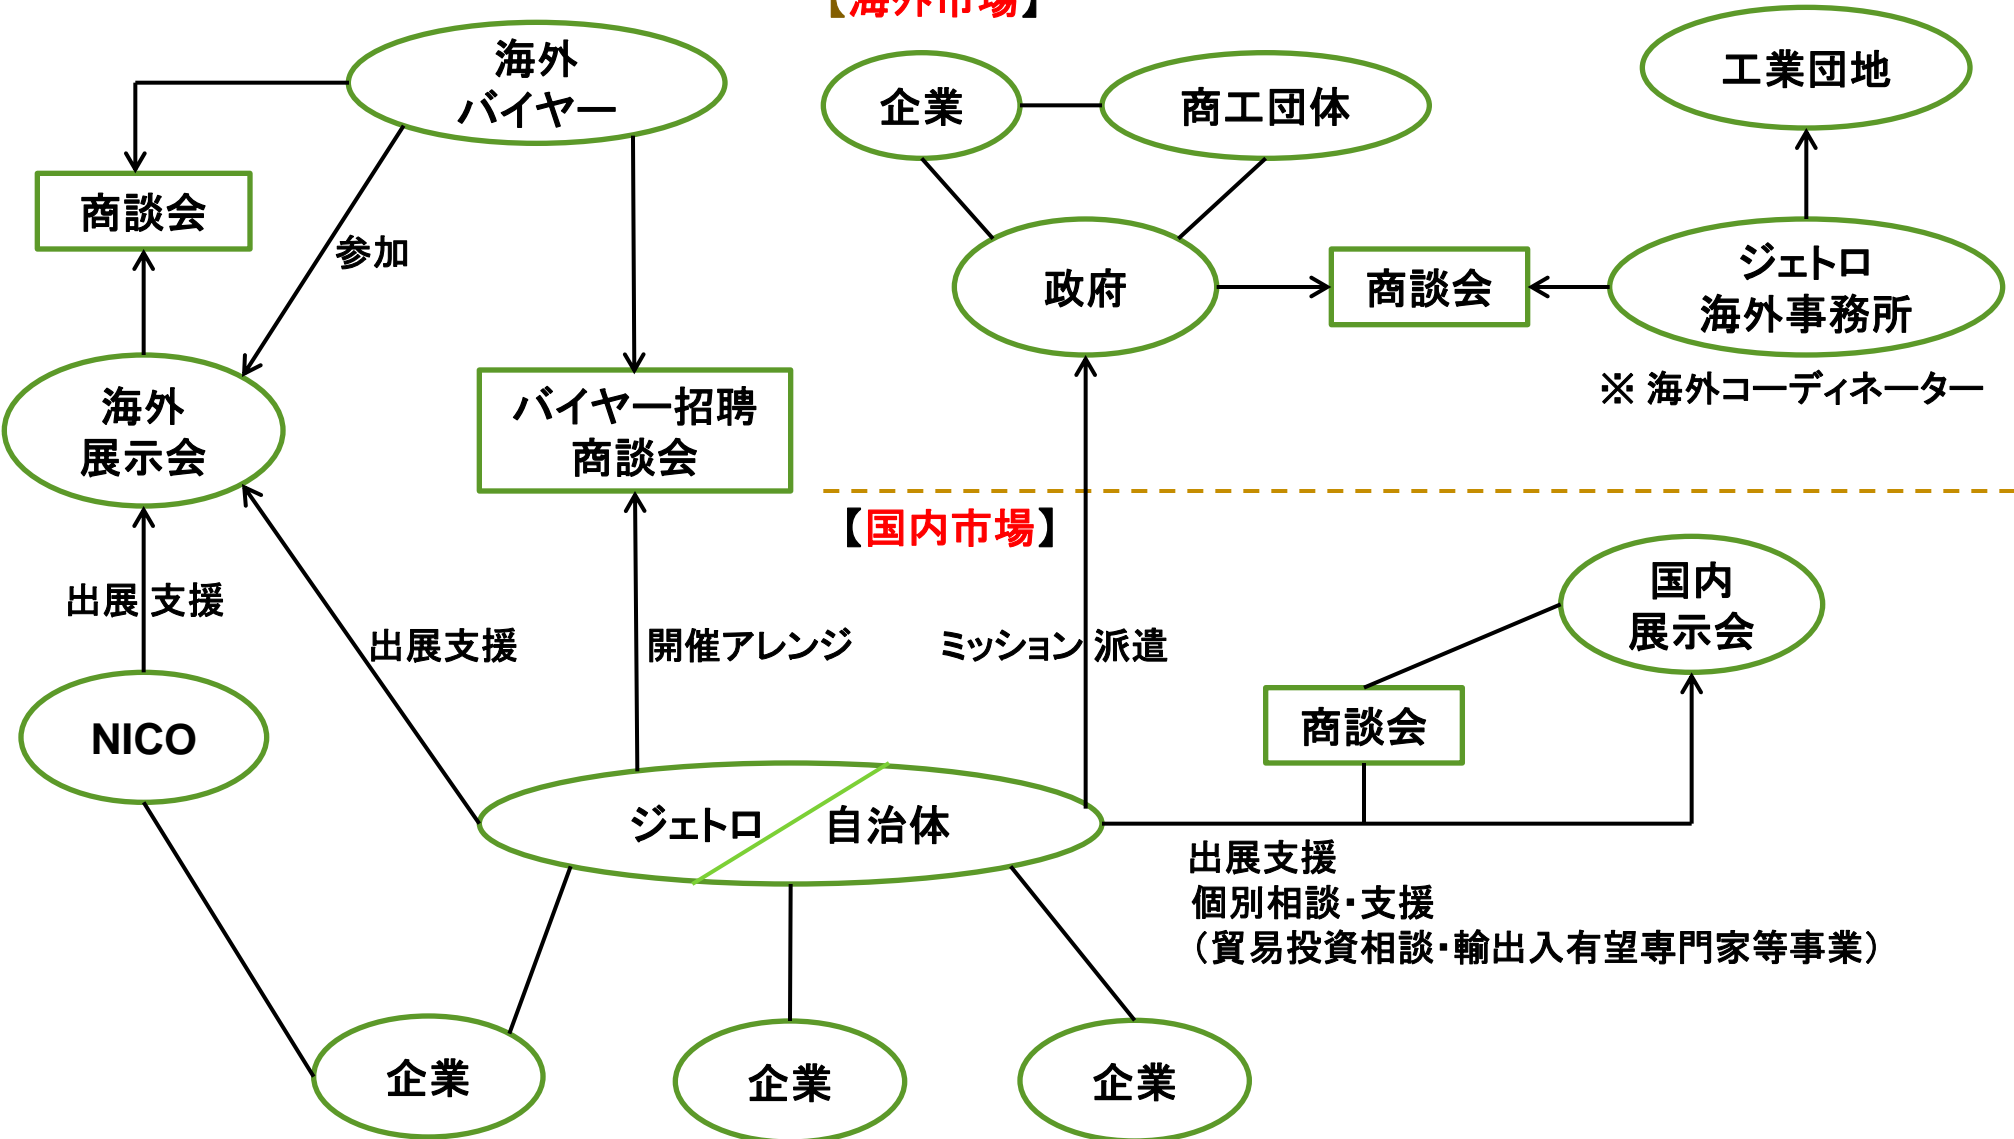 【海外市場】
海外
バイヤー
企業
商工団体
工業団地
商談会
参加
政府
商談会
ジェトロ
海外事務所
※ 海外コーディネーター
海外
展示会
バイヤー招聘
商談会
【国内市場】
国内
展示会
出展 支援
出展支援
開催アレンジ
ミッション 派遣
NICO
商談会
ジェトロ
自治体
出展支援
個別相談・支援
（貿易投資相談・輸出入有望専門家等事業）
企業
企業
企業